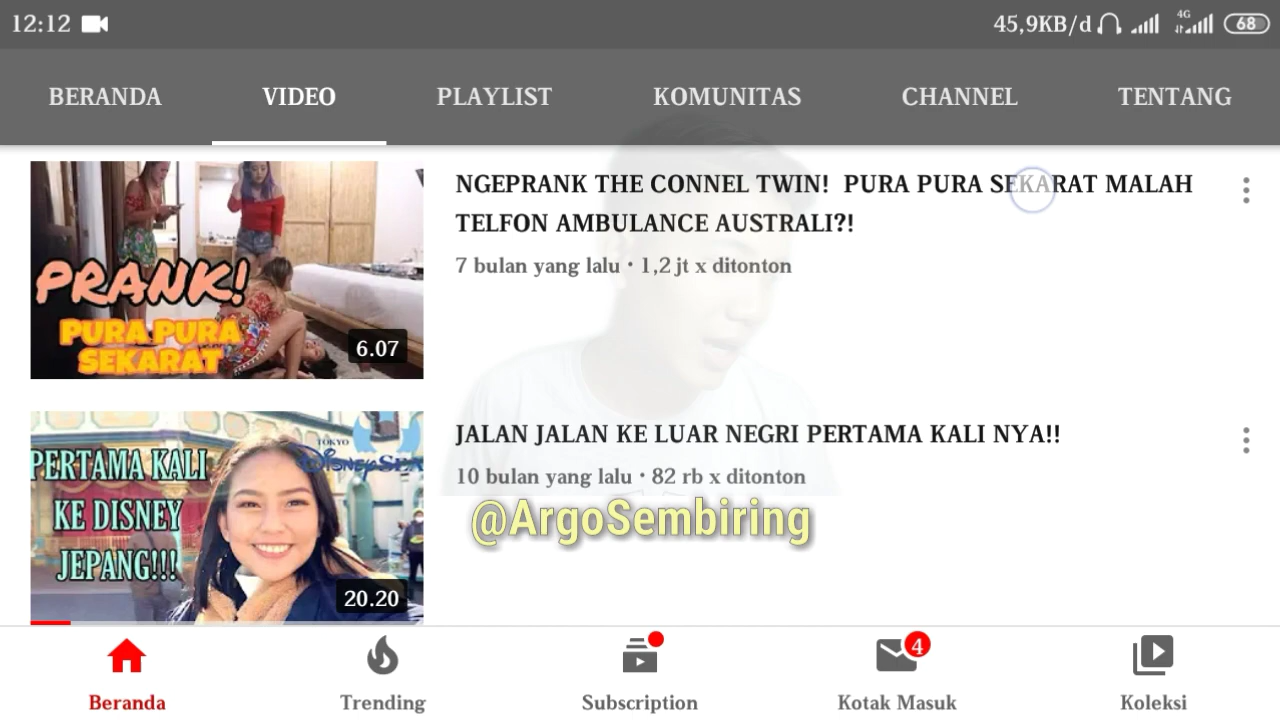 12:12
45,9KB/d
4G
68
BERANDA
VIDEO
PLAYLIST
KOMUNITAS
CHANNEL
TENTANG
PRANK!
PURA PURA
SEKARAT
6.07
NGEPRANK THE CONNEL TWIN! PURA PURA SEKARAT MALAH
TELFON AMBULANCE AUSTRALI?!
7 bulan yang lalu · 1,2 jt x ditonton
TOKYO
DISNEYSEA
PERTAMA KALI
KE DISNEY
JEPANG!!!
20.20
JALAN JALAN KE LUAR NEGRI PERTAMA KALI NYA!!
10 bulan yang lalu · 82 rb x ditonton
@ArgoSembiring
Beranda
Trending
Subscription
4
Kotak Masuk
Koleksi